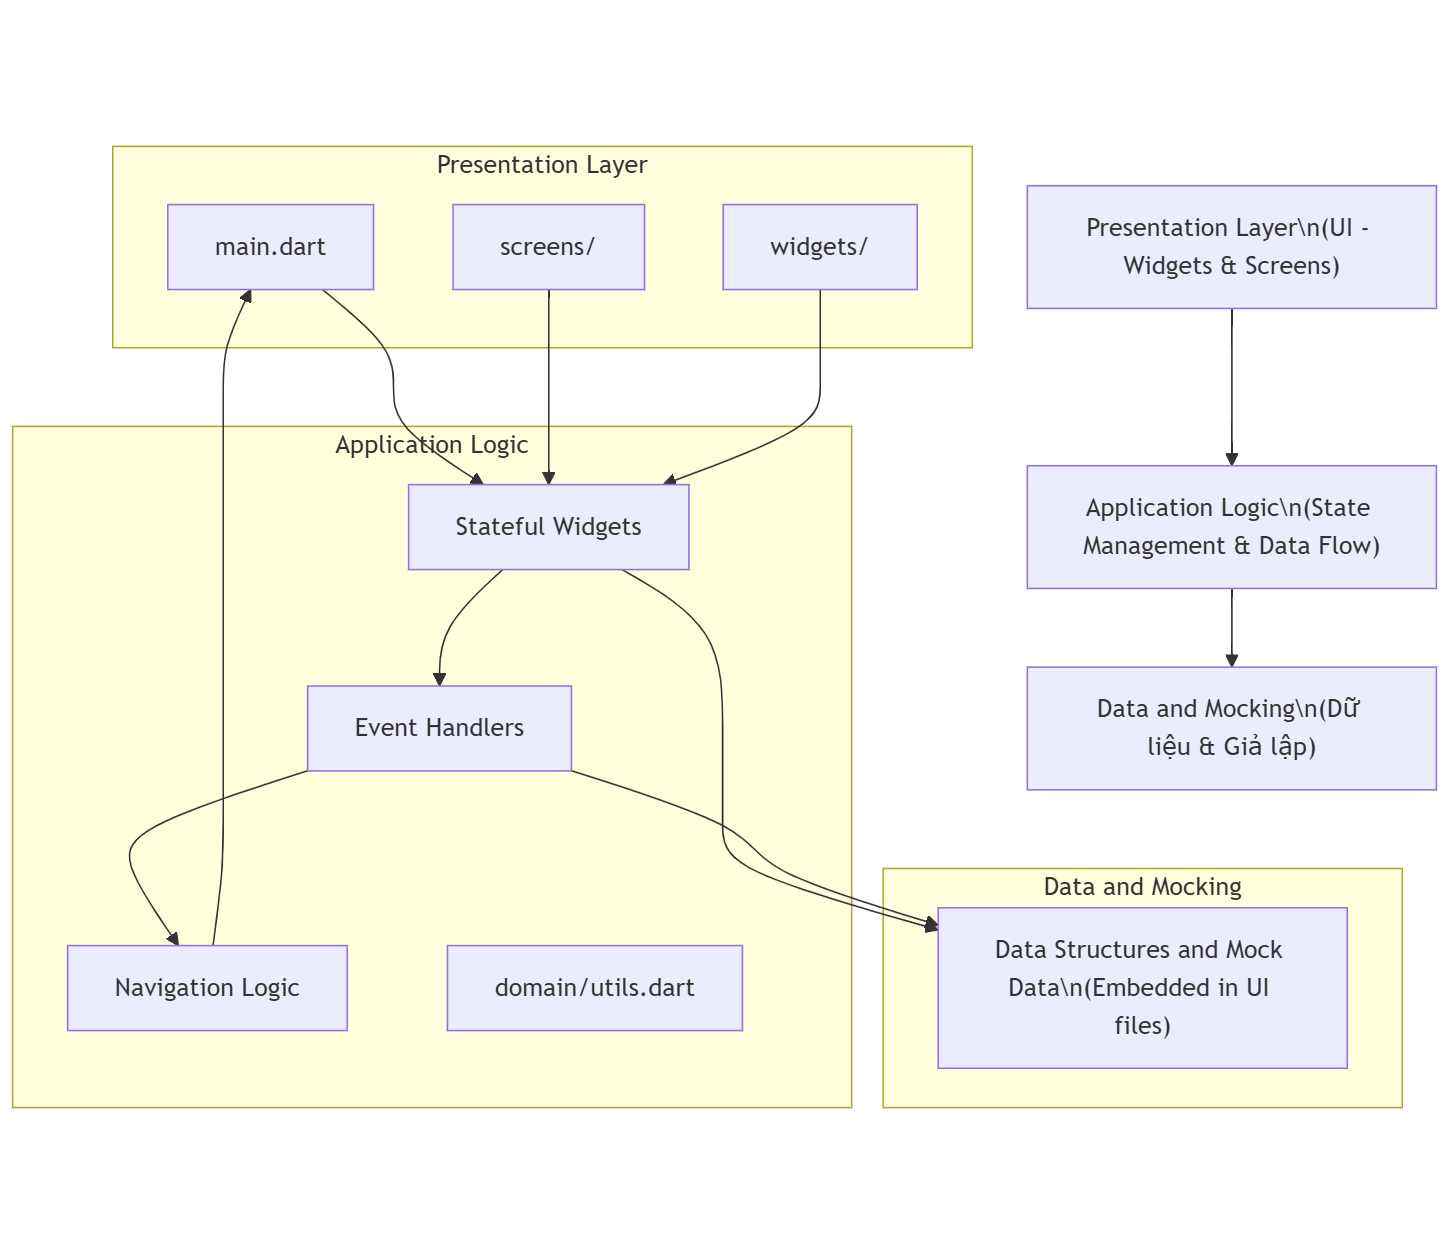 Presentation Layer
main.dart
screens/
widgets/
Application Logic
Stateful Widgets
Event Handlers
Navigation Logic
domain/utils.dart
Presentation Layer\n(UI -
Widgets & Screens)
Application Logic\n(State
Management & Data Flow)
Data and Mocking\n(Dữ
liệu & Giả lập)
Data and Mocking
Data Structures and Mock
Data\n(Embedded in UI
files)